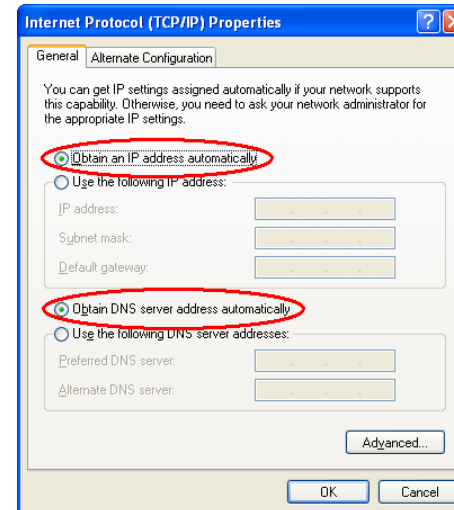 Internet Protocol (TCP/IP) Properties
?
General
Alternate Configuration
You can get IP settings assigned automatically if your network supports
this capability. Otherwise, you need to ask your network administrator for
the appropriate IP settings.
Obtain an IP address automatically
Use the following IP address:
IP address:
Subnet mask:
Default gateway:
Obtain DNS server address automatically
Use the following DNS server addresses:
Preferred DNS server:
Alternate DNS server:
Advanced...
OK
Cancel